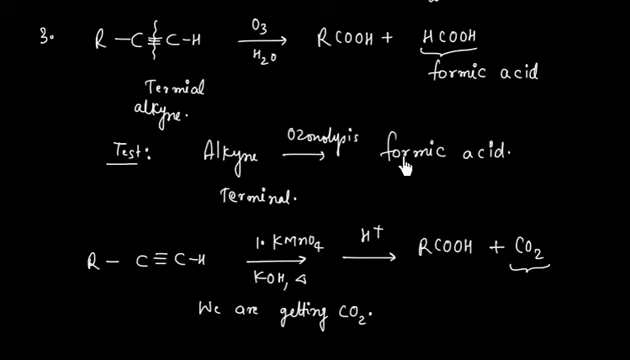 3. R — C ≡ C — H  O3 / H2O → RCOOH + HCOOH
Termial alkyne.
formic acid
Test: Alkyne Ozonolysis → formic acid.
Terminal.
R — C ≡ C — H  1. KMnO4 / KOH, Δ → H+ → RCOOH + CO2
We are getting CO2.